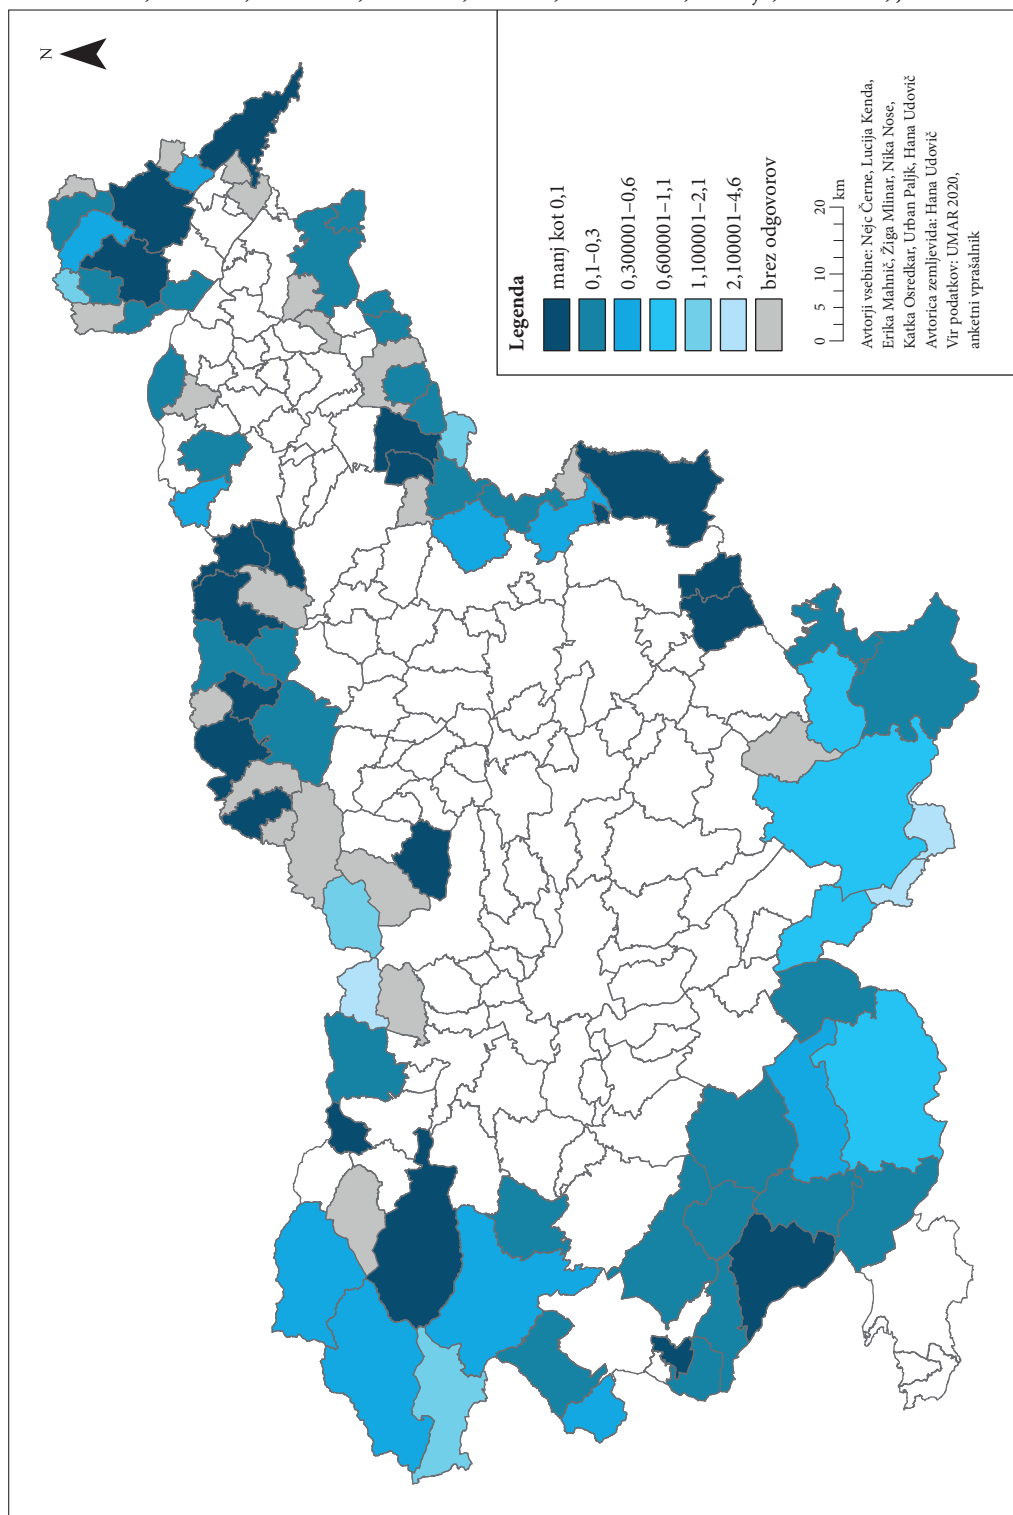 N
Legenda
manj kot 0,1
0,1–0,3
0,300001–0,6
0,600001–1,1
1,100001–2,1
2,100001–4,6
brez odgovorov
0 5 10 20 km
Avtorji vsebine: Nejc Černe, Lucija Kenda,
Erika Mahnič, Žiga Mlinar, Nika Nose,
Katka Osredkar, Urban Paljk, Hana Udovič
Avtorica zemljevida: Hana Udovič
Vir podatkov: UMAR 2020,
anketni vprašalnik